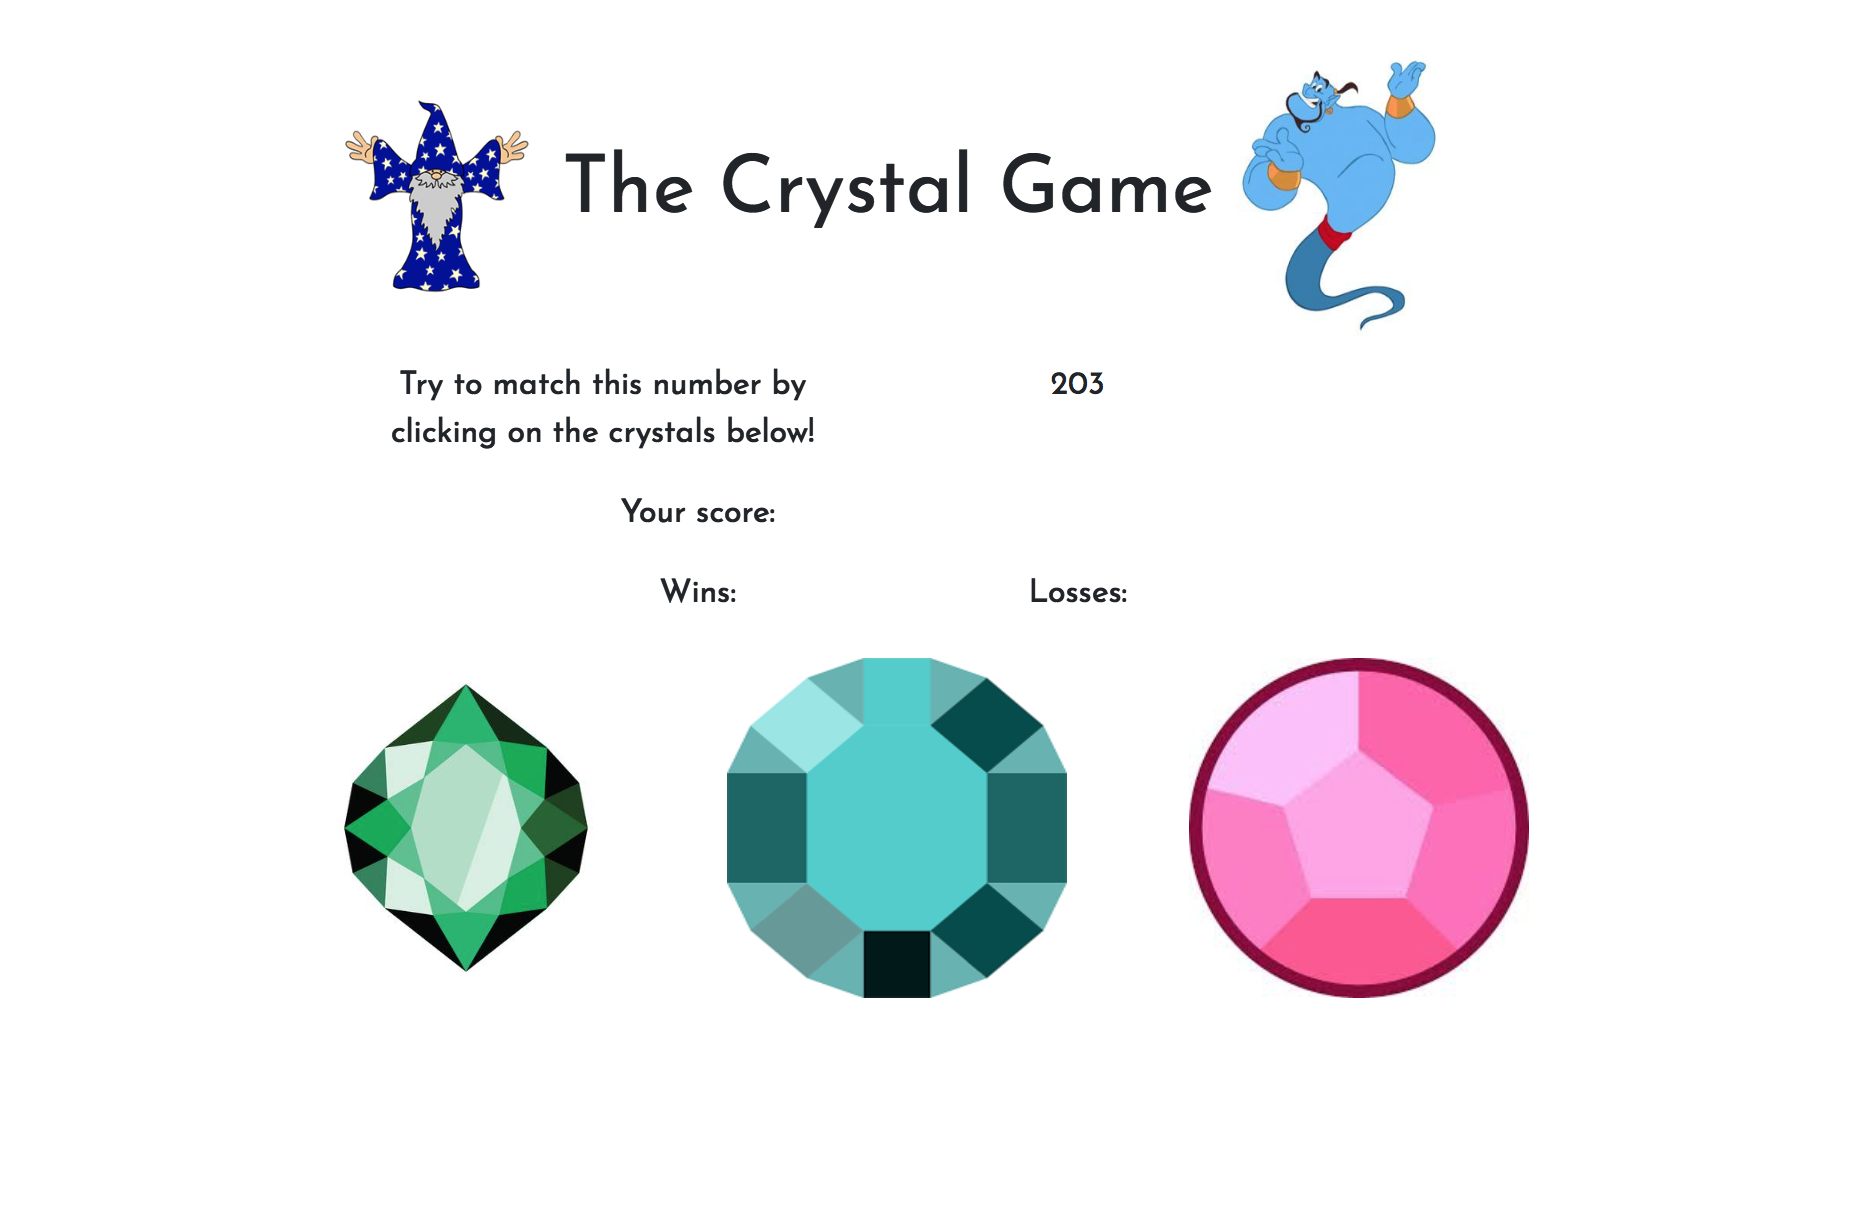 The Crystal Game
Try to match this number by
clicking on the crystals below!
203
Your score:
Wins:
Losses: